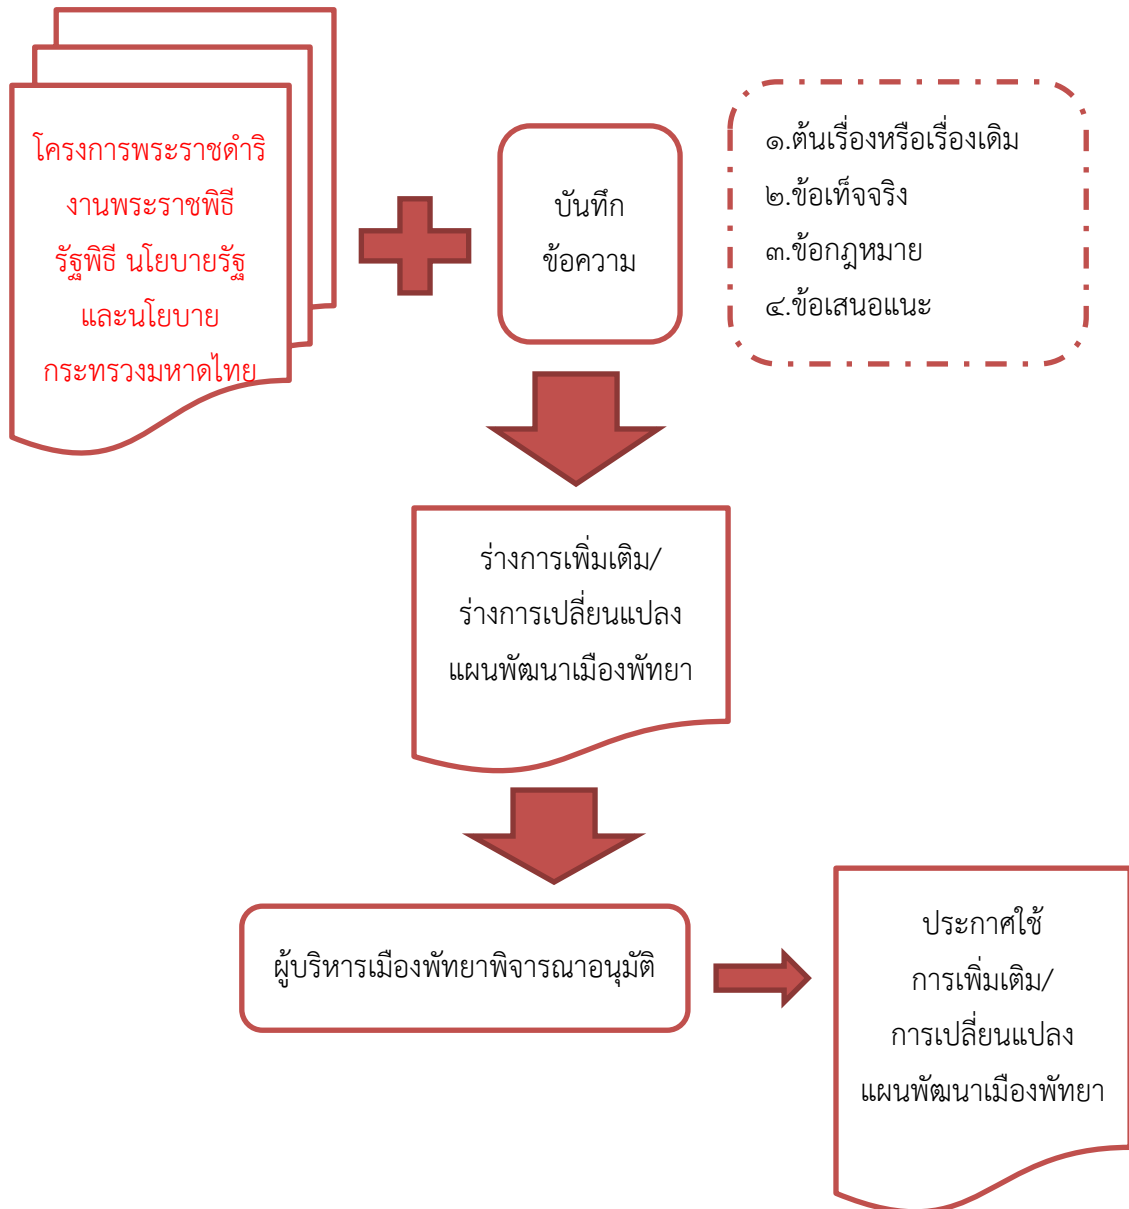 โครงการพระราชดำริ
งานพระราชพิธี
รัฐพิธี นโยบายรัฐ
และนโยบาย
กระทรวงมหาดไทย
บันทึก
ข้อความ
๑.ต้นเรื่องหรือเรื่องเดิม
๒.ข้อเท็จจริง
๓.ข้อกฎหมาย
๔.ข้อเสนอแนะ
ร่างการเพิ่มเติม/
ร่างการเปลี่ยนแปลง
แผนพัฒนาเมืองพัทยา
ผู้บริหารเมืองพัทยาพิจารณาอนุมัติ
ประกาศใช้
การเพิ่มเติม/
การเปลี่ยนแปลง
แผนพัฒนาเมืองพัทยา